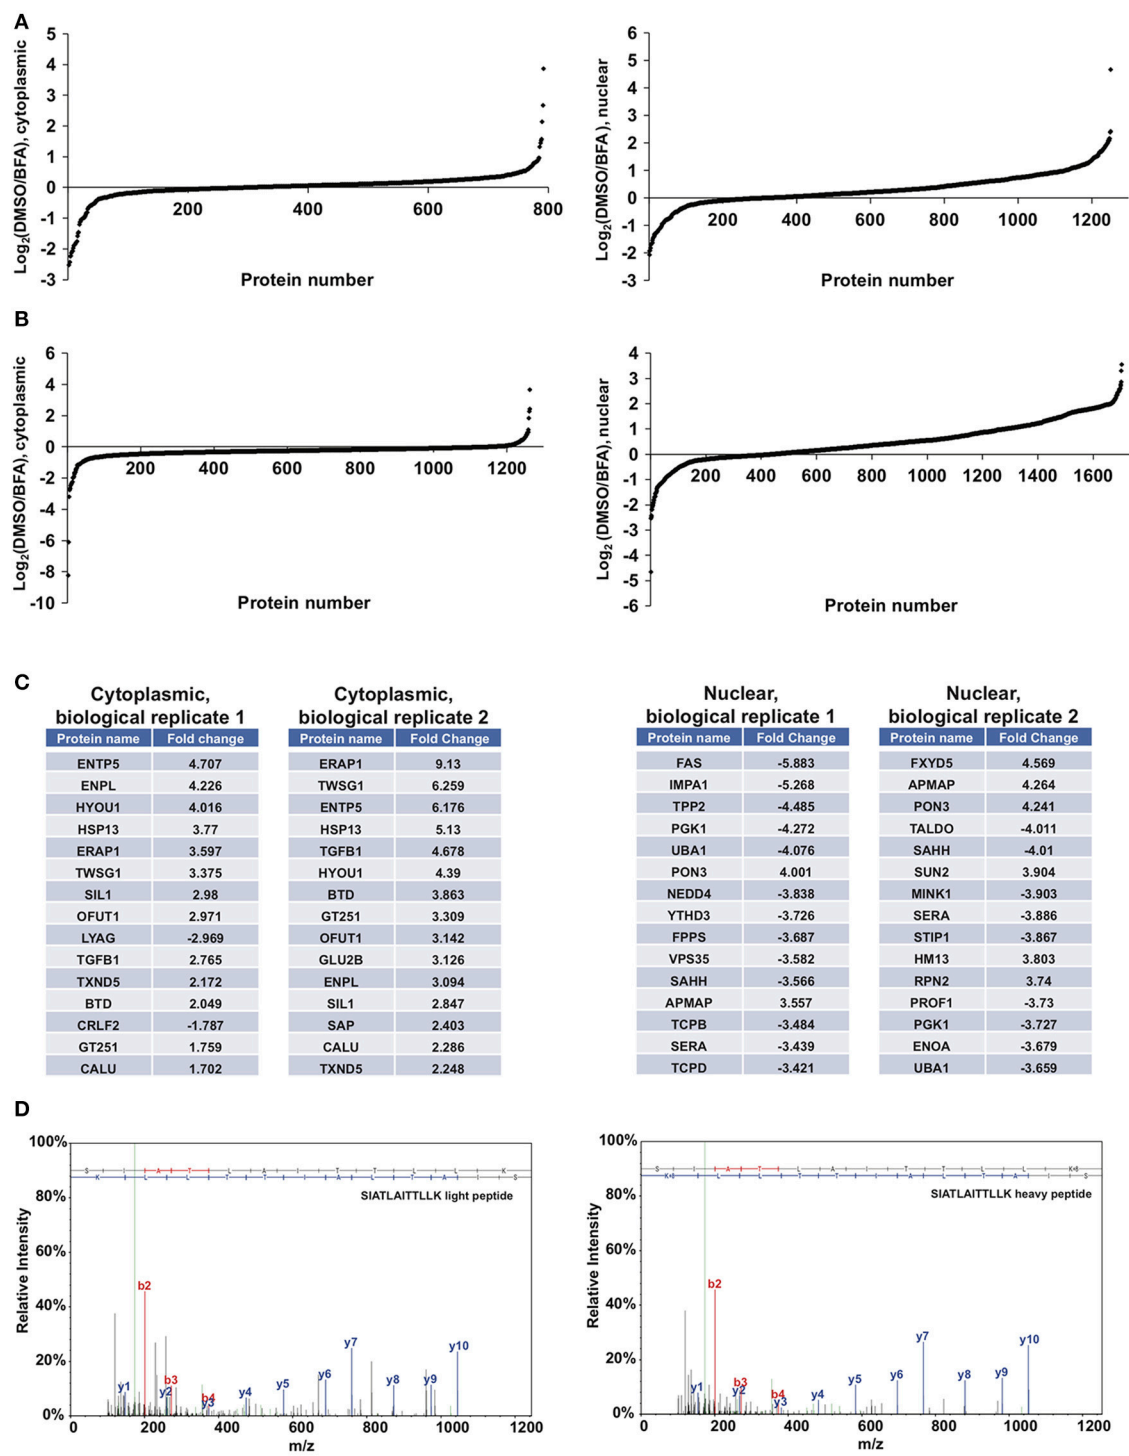 A
Log2(DMSO/BFA), cytoplasmic
5
4
3
2
1
0
-1
-2
-3
200
400
600
800
Protein number
Log2(DMSO/BFA), nuclear
6
5
4
3
2
1
0
-1
-2
-3
200
400
600
800
1000
1200
Protein number
B
Log2(DMSO/BFA), cytoplasmic
6
4
2
0
-2
-4
-6
-8
-10
200
400
600
800
1000
1200
Protein number
Log2 (DMSO/BFA), nuclear
4
3
2
1
0
-1
-2
-3
-4
-5
-6
200
400
600
800
1000
1200
1400
1600
Protein number
C
Cytoplasmic,
biological replicate 1
Protein name Fold change
ENTP5 4.707
ENPL 4.226
HYOU1 4.016
HSP13 3.77
ERAP1 3.597
TWSG1 3.375
SIL1 2.98
OFUT1 2.971
LYAG -2.969
TGFB1 2.765
TXND5 2.172
BTD 2.049
CRLF2 -1.787
GT251 1.759
CALU 1.702
Cytoplasmic,
biological replicate 2
Protein name Fold Change
ERAP1 9.13
TWSG1 6.259
ENTP5 6.176
HSP13 5.13
TGFB1 4.678
HYOU1 4.39
BTD 3.863
GT251 3.309
OFUT1 3.142
GLU2B 3.126
ENPL 3.094
SIL1 2.847
SAP 2.403
CALU 2.286
TXND5 2.248
Nuclear,
biological replicate 1
Protein name Fold change
FAS -5.883
IMPA1 -5.268
TPP2 -4.485
PGK1 -4.272
UBA1 -4.076
PON3 4.001
NEDD4 -3.838
YTHD3 -3.726
FPPS -3.687
VPS35 -3.582
SAHH -3.566
APMAP 3.557
TCPB -3.484
SERA -3.439
TCPD -3.421
Nuclear,
biological replicate 2
Protein name Fold Change
FXYD5 4.569
APMAP 4.264
PON3 4.241
TALDO -4.011
SAHH -4.01
SUN2 3.904
MINK1 -3.903
SERA -3.886
STIP1 -3.867
HM13 3.803
RPN2 3.74
PROF1 -3.73
PGK1 -3.727
ENOA -3.679
UBA1 -3.659
D
Relative Intensity
100%
80%
60%
40%
20%
0%
S I A T L A I T T L L K
K L L T T I A L T A I S
SIATLAITTLLK light peptide
b2
b3
b4
y1
y2
y3
y4
y5
y6
y7
y8
y9
y10
0
200
400
600
800
1000
1200
m/z
Relative Intensity
100%
80%
60%
40%
20%
0%
S I A T L A I T T L L K+8
K+8 L L T T I A L T A I S
SIATLAITTLLK heavy peptide
b2
b3
b4
y1
y2
y3
y4
y5
y6
y7
y8
y9
y10
0
200
400
600
800
1000
1200
m/z